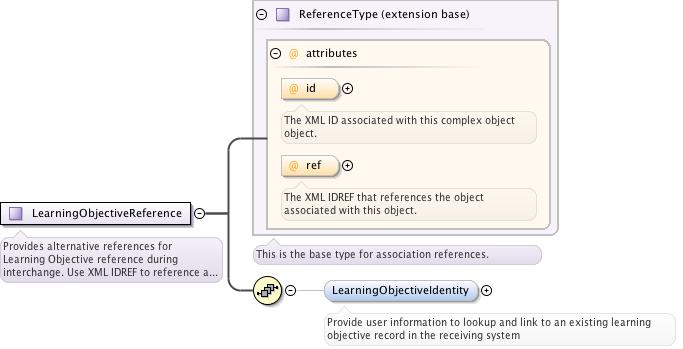 ReferenceType (extension base)
@ attributes
@ id
The XML ID associated with this complex object
object.
@ ref
The XML IDREF that references the object
associated with this object.
LearningObjectiveReference
Provides alternative references for
Learning Objective reference during
interchange. Use XML IDREF to reference a...
This is the base type for association references.
LearningObjectiveIdentity
Provide user information to lookup and link to an existing learning
objective record in the receiving system